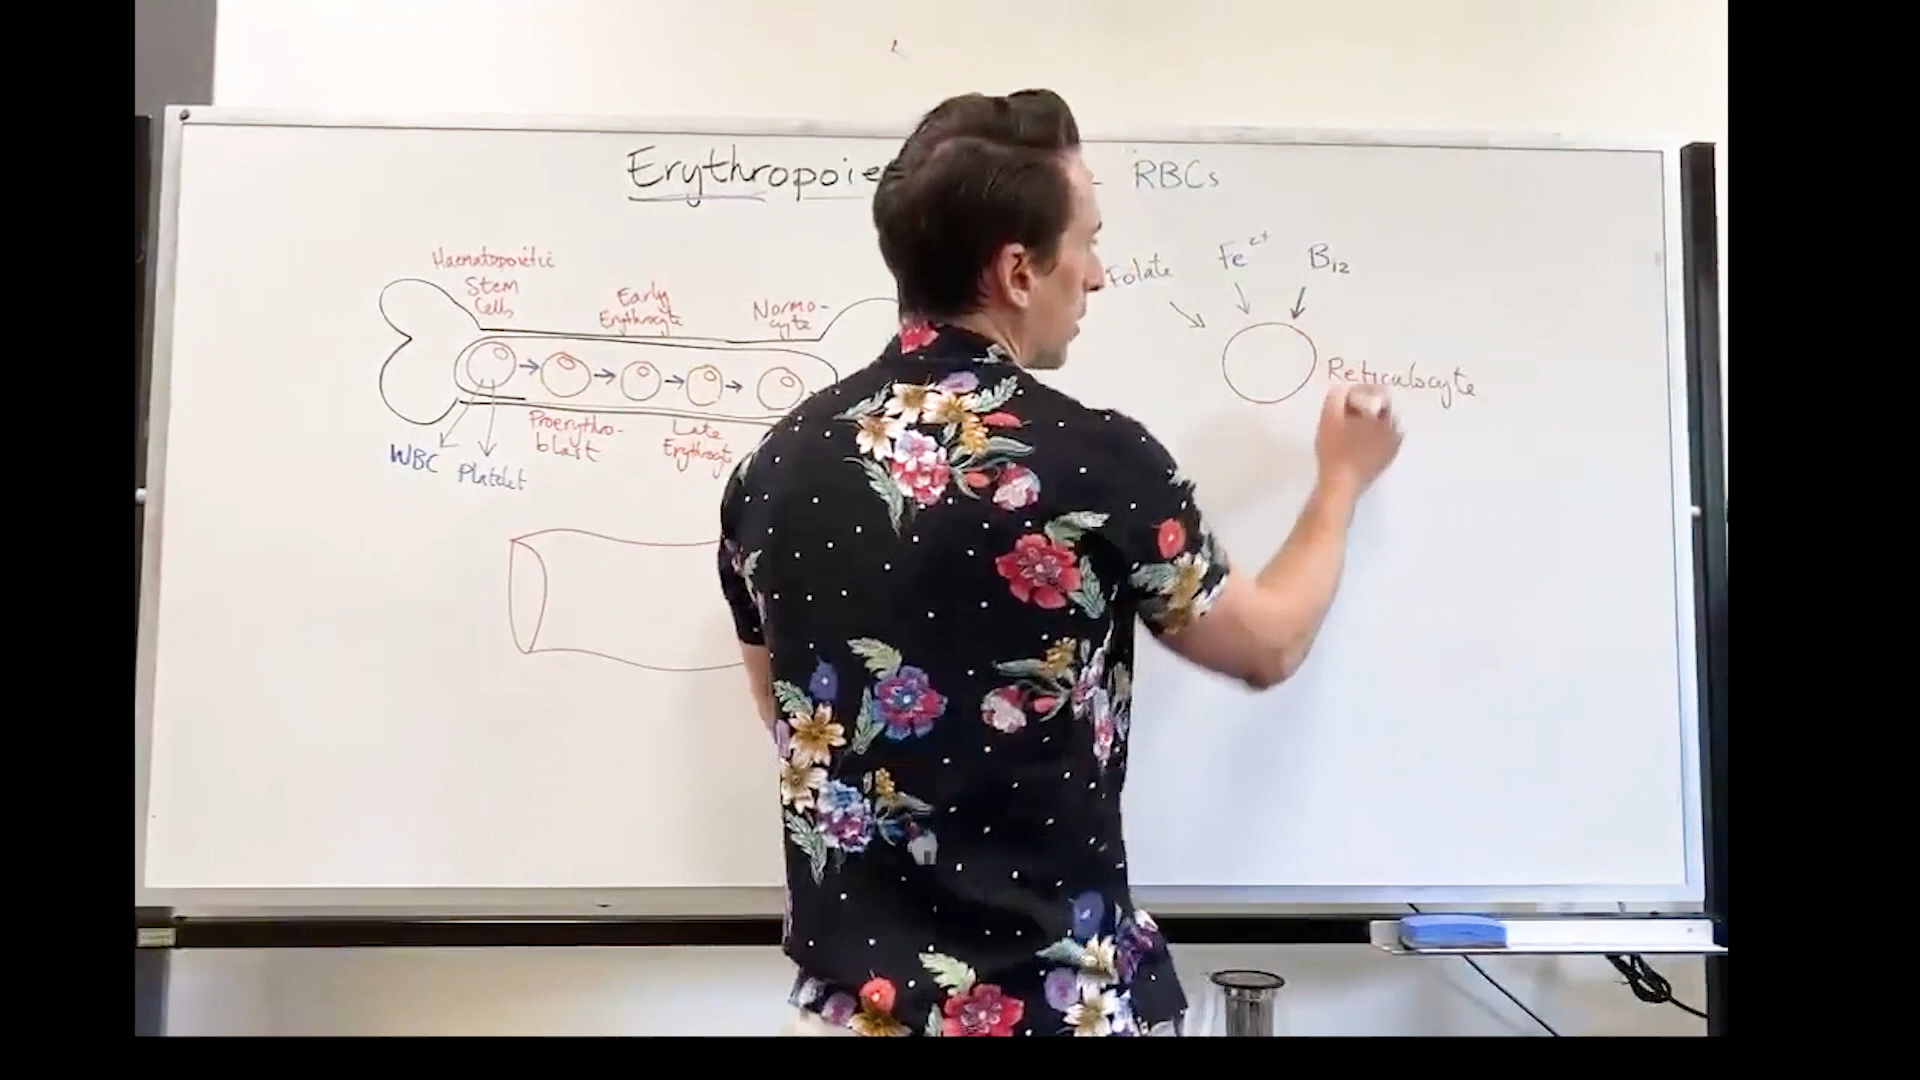 Erythropoie - RBCs
Haematopoietic
Stem
Cells
Early
Erythrocyte
Normo-
cyte
Proerythro-
blast
Late
Erythrocyte
WBC Platelet
Folate Fe²⁺ B₁₂
Reticulocyte